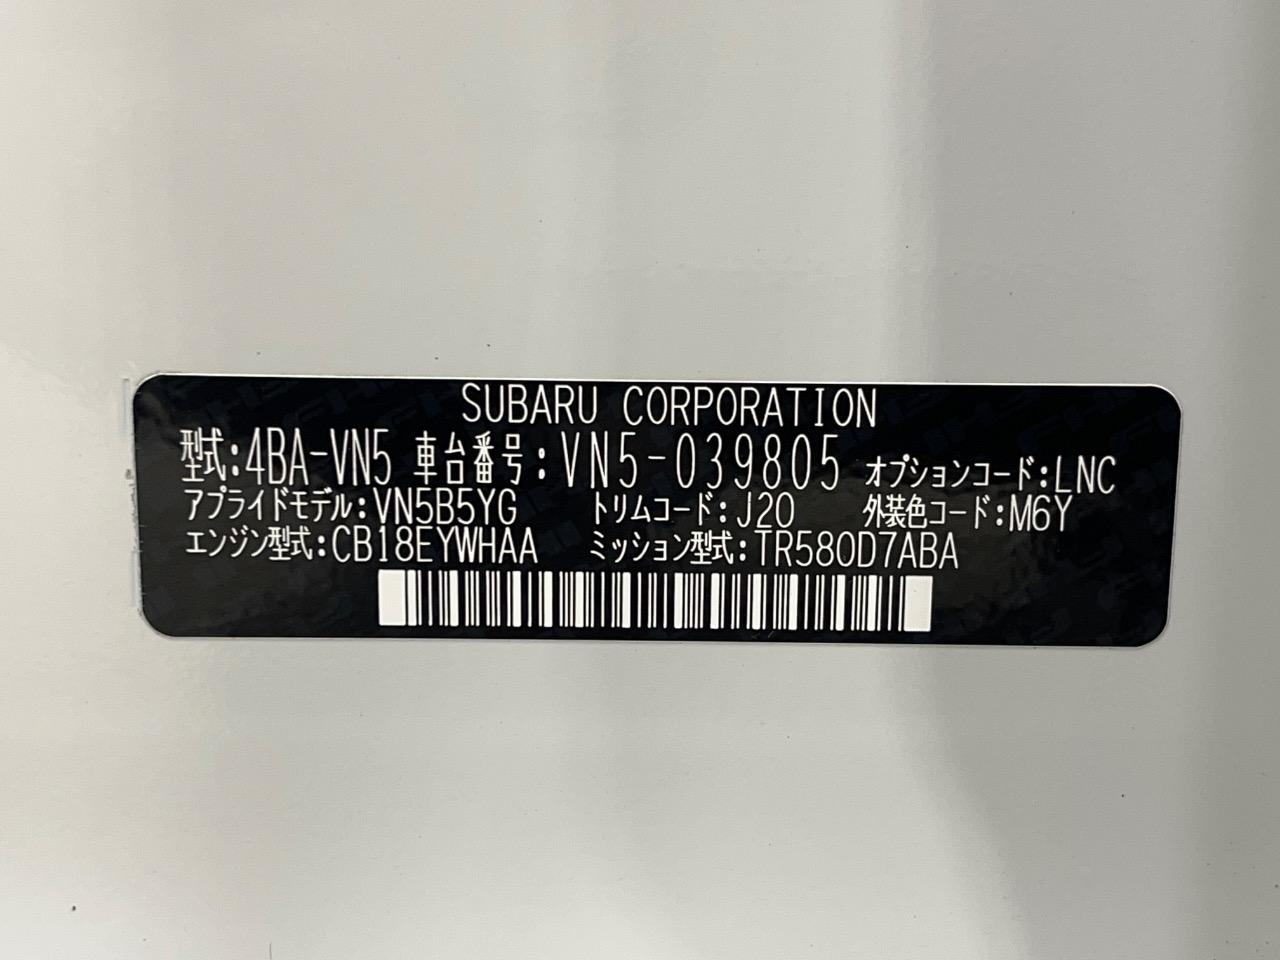 SUBARU CORPORATION
型式:4BA-VN5 車台番号:VN5-039805 オプションコード:LNC
アプライドモデル:VN5B5YG トリムコード:J20 外装色コード:M6Y
エンジン型式:CB18EYWHAA ミッション型式:TR580D7ABA